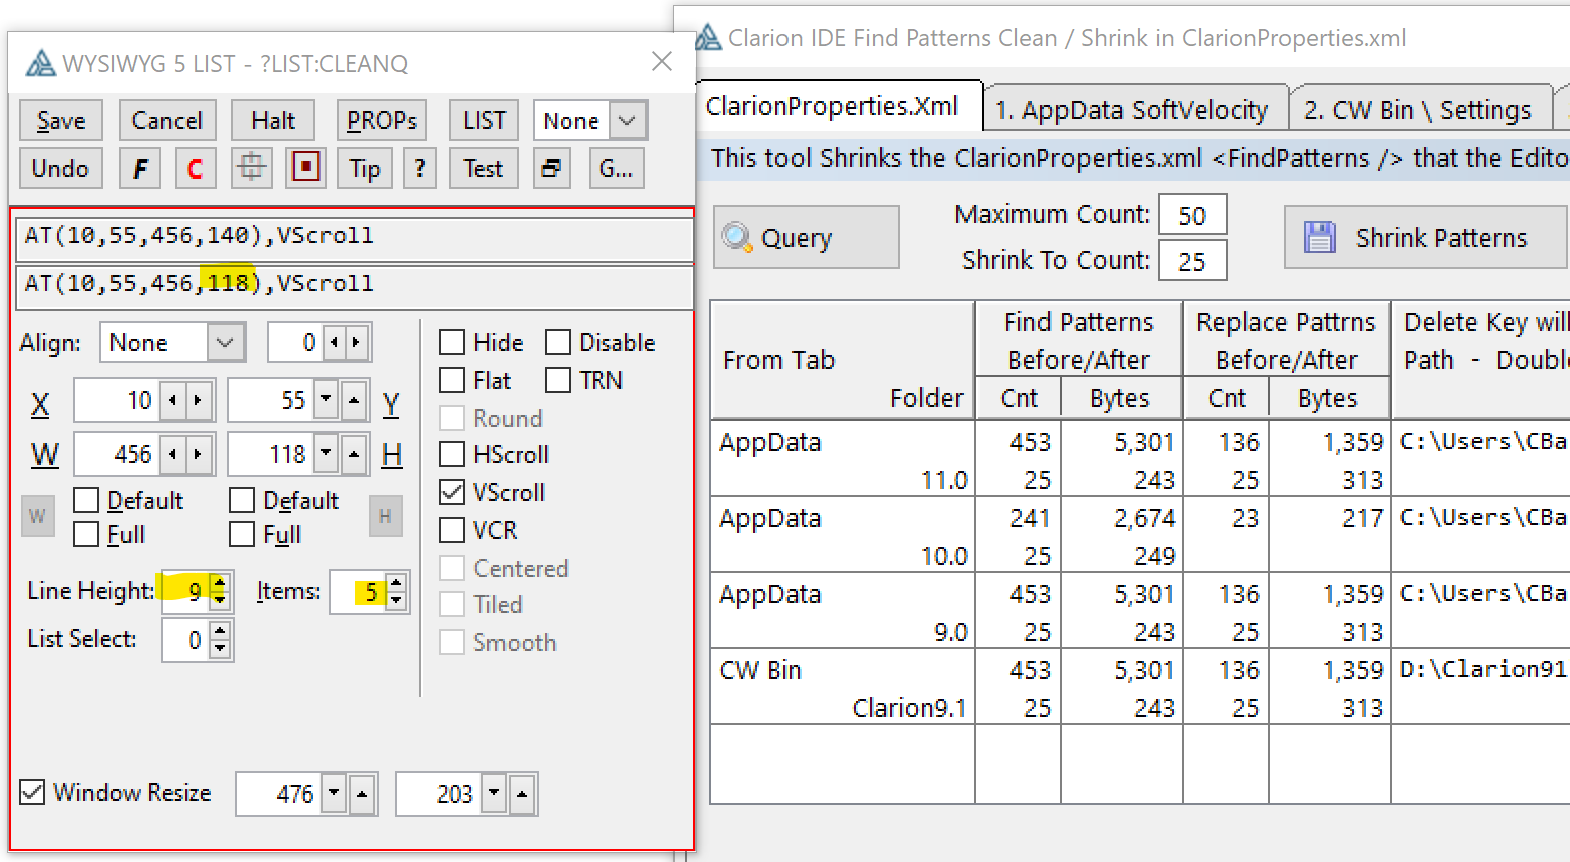 WYSIWYG 5 LIST - ?LIST:CLEANQ
Save Cancel Halt PROPs LIST None
Undo F C Tip ? Test G...
AT(10,55,456,140),VScroll
AT(10,55,456,118),VScroll
Align: None 0
Hide Disable
Flat TRN
X 10 55 Y
Round
W 456 118 H
HScroll
VScroll
W Default Default H
Full Full
VCR
Centered
Line Height: 9 Items: 5
Tiled
List Select: 0
Smooth
Window Resize 476 203
Clarion IDE Find Patterns Clean / Shrink in ClarionProperties.xml
ClarionProperties.Xml 1. AppData SoftVelocity 2. CW Bin \ Settings
This tool Shrinks the ClarionProperties.xml <FindPatterns /> that the Edito
Query
Maximum Count: 50
Shrink To Count: 25
Shrink Patterns
Find Patterns Replace Pattrns Delete Key will
From Tab Before/After Before/After Path - Double
Folder Cnt Bytes Cnt Bytes
AppData 453 5,301 136 1,359 C:\Users\CBa
11.0 25 243 25 313
AppData 241 2,674 23 217 C:\Users\CBa
10.0 25 249
AppData 453 5,301 136 1,359 C:\Users\CBa
9.0 25 243 25 313
CW Bin 453 5,301 136 1,359 D:\Clarion91
Clarion9.1 25 243 25 313